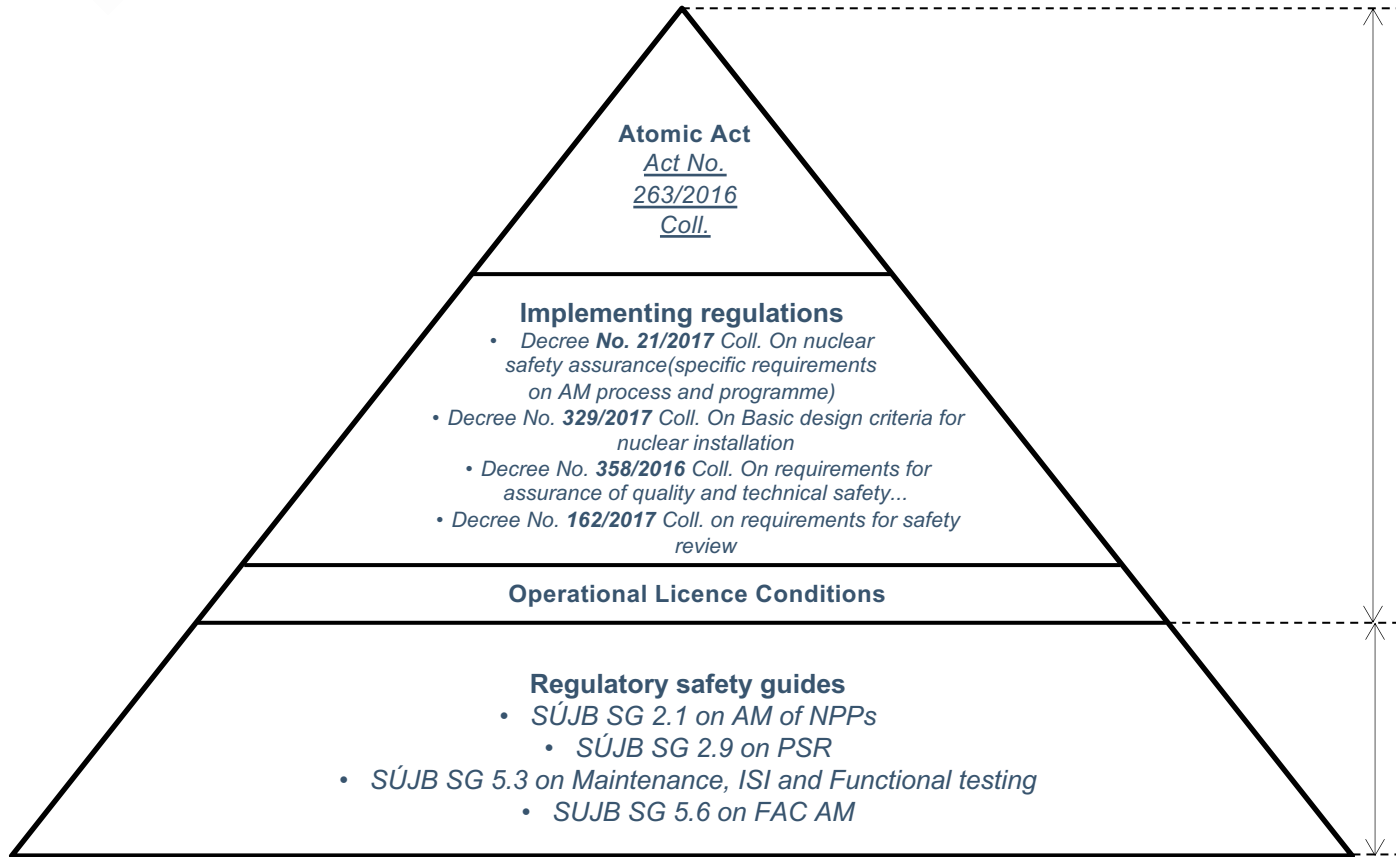 Atomic Act
Act No.
263/2016
Coll.
Implementing regulations
• Decree No. 21/2017 Coll. On nuclear
safety assurance(specific requirements
on AM process and programme)
• Decree No. 329/2017 Coll. On Basic design criteria for
nuclear installation
• Decree No. 358/2016 Coll. On requirements for
assurance of quality and technical safety...
• Decree No. 162/2017 Coll. on requirements for safety
review
Operational Licence Conditions
Regulatory safety guides
• SÚJB SG 2.1 on AM of NPPs
• SÚJB SG 2.9 on PSR
• SÚJB SG 5.3 on Maintenance, ISI and Functional testing
• SUJB SG 5.6 on FAC AM